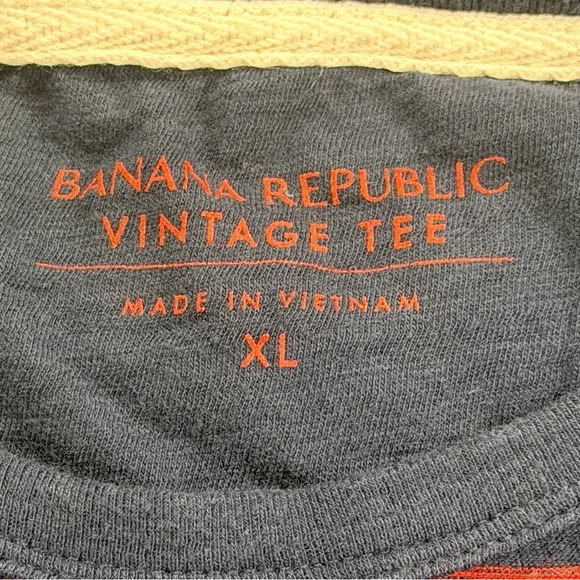 BANANA REPUBLIC
VINTAGE TEE
MADE IN VIETNAM
XL